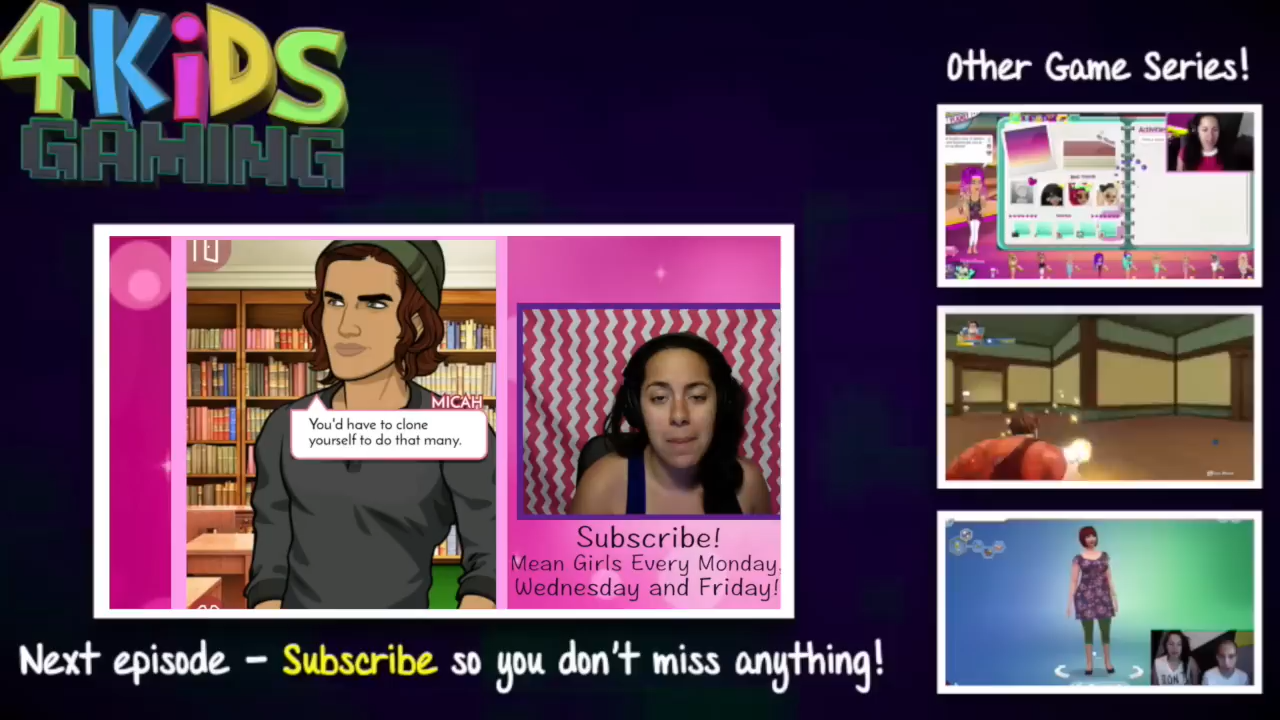 4KiDS
GAMING
Other Game Series!
MICAH
You'd have to clone
yourself to do that many.
Subscribe!
Mean Girls Every Monday,
Wednesday and Friday!
Next episode – Subscribe so you don't miss anything!